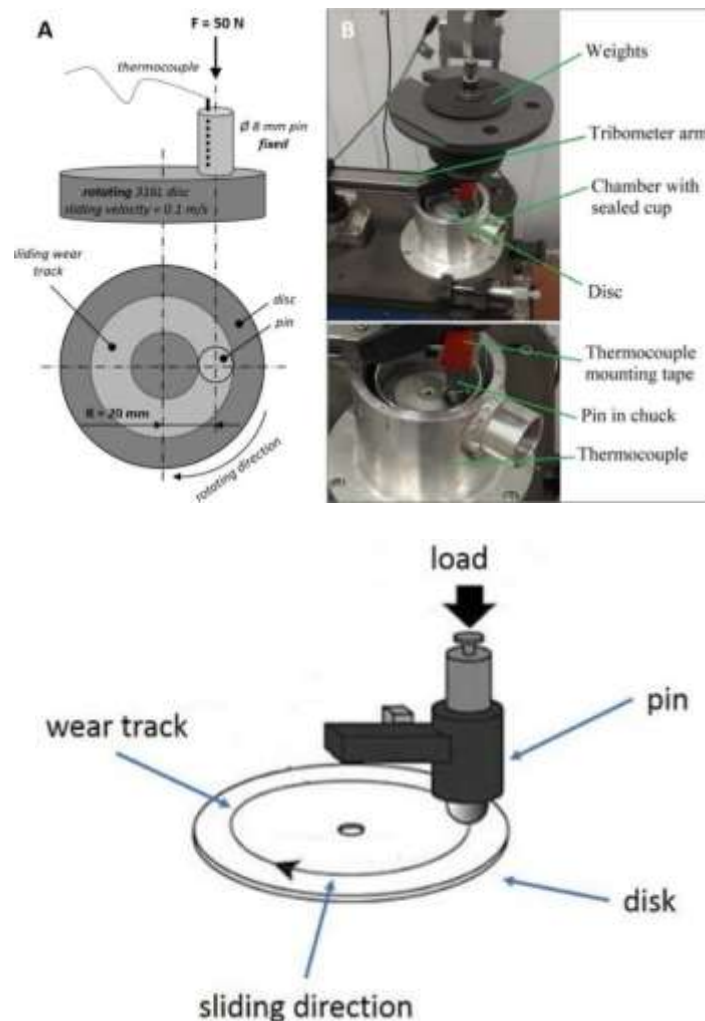 A
F = 50 N
thermocouple
Ø 8 mm pin
fixed
rotating 316L disc
sliding velocity = 0.1 m/s
sliding wear
track
disc
pin
R = 20 mm
rotating direction
B
Weights
Tribometer arm
Chamber with
sealed cup
Disc
Thermocouple
mounting tape
Pin in chuck
Thermocouple
load
wear track
pin
disk
sliding direction